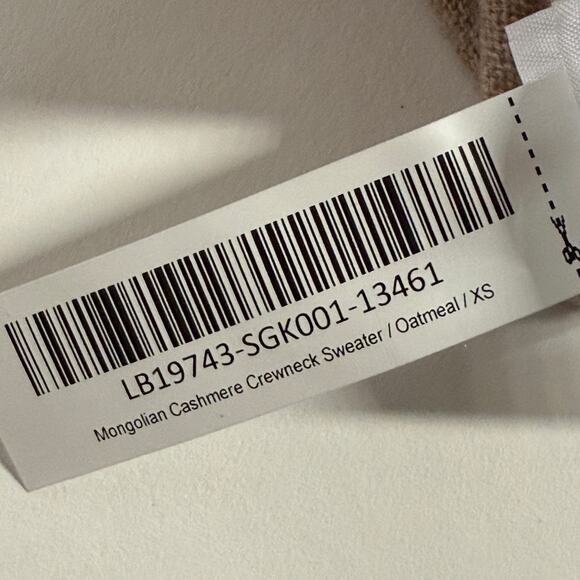 LB19743-SGK001-13461
Mongolian Cashmere Crewneck Sweater / Oatmeal / XS